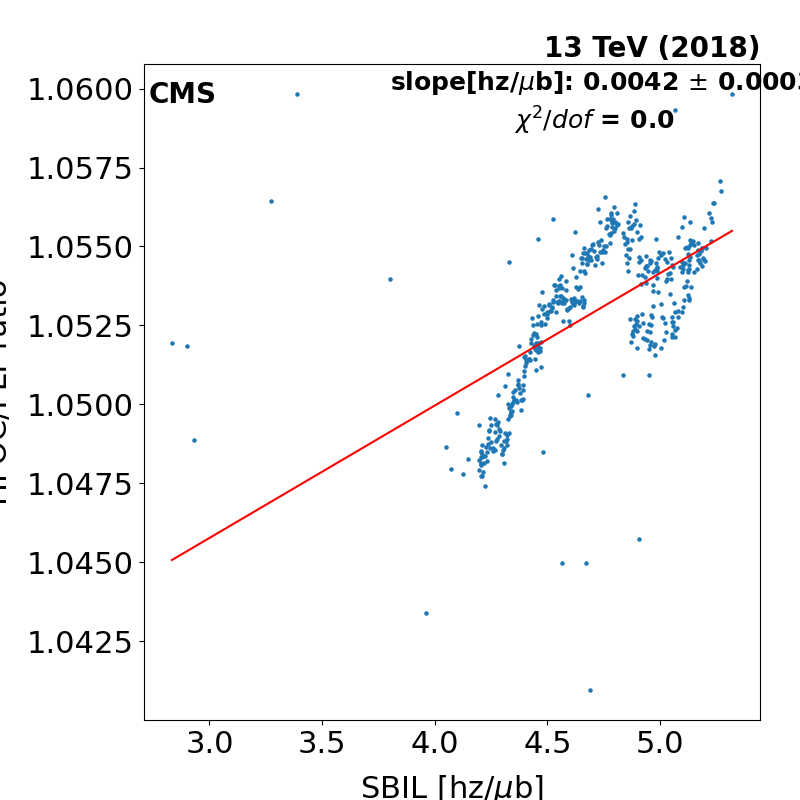 13 TeV (2018)
CMS
slope[hz/μb]: 0.0042 ± 0.0003
χ²/dof = 0.0
1.0600
1.0575
1.0550
1.0525
1.0500
1.0475
1.0450
1.0425
3.0 3.5 4.0 4.5 5.0
SBIL [hz/μb]